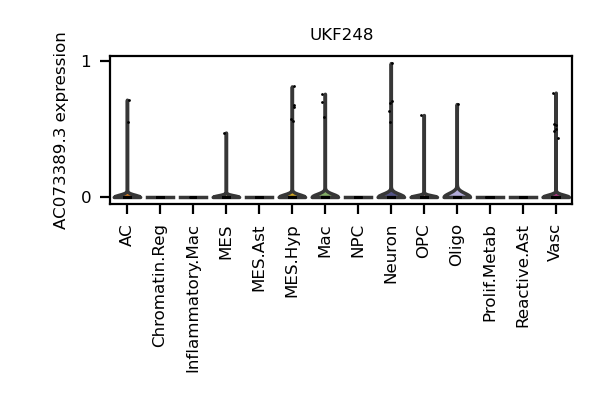 UKF248
AC073389.3 expression
1
0
AC
Chromatin.Reg
Inflammatory.Mac
MES
MES.Ast
MES.Hyp
Mac
NPC
Neuron
OPC
Oligo
Prolif.Metab
Reactive.Ast
Vasc